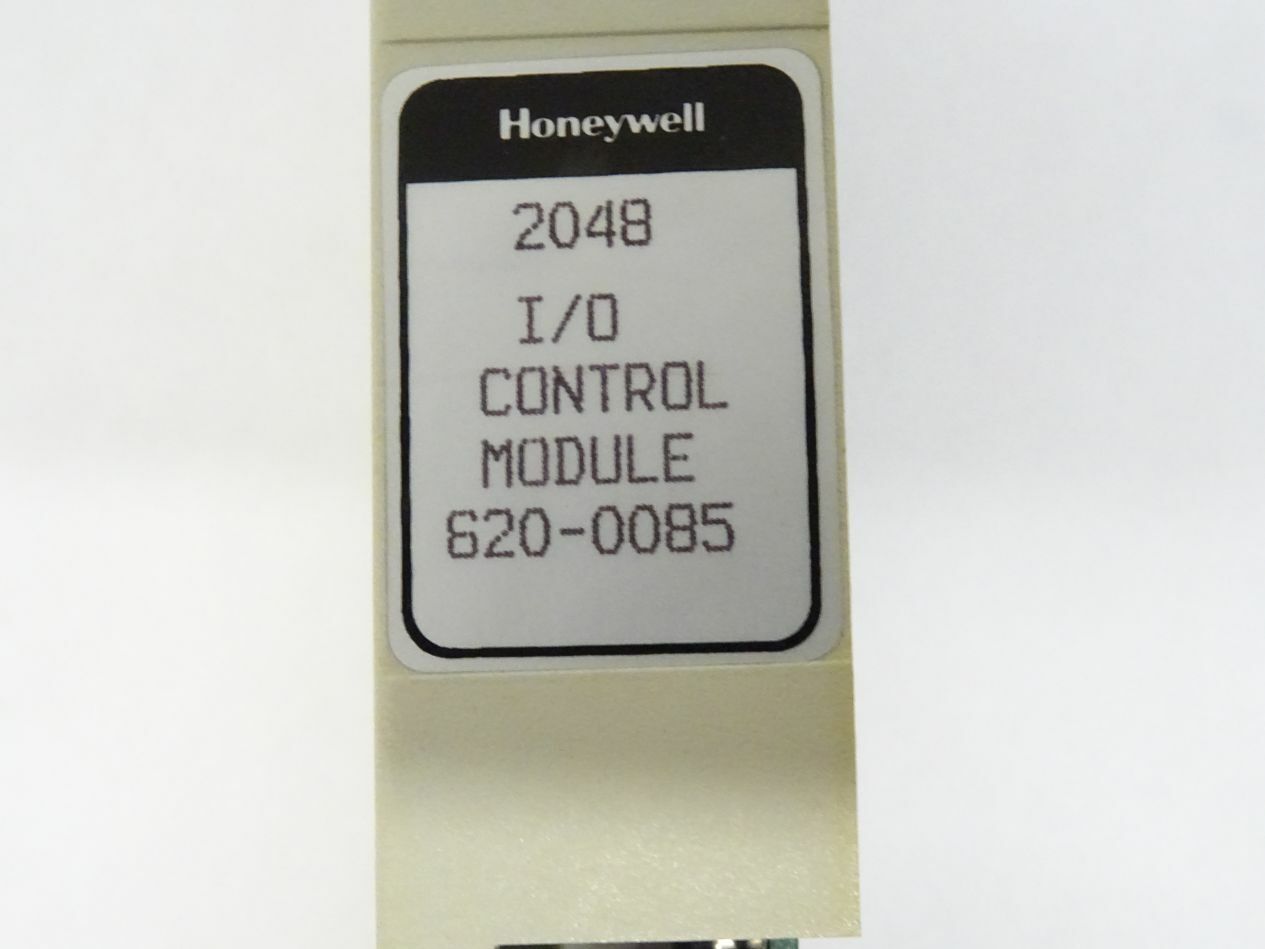 Honeywell
2048
I/O
CONTROL
MODULE
620-0085